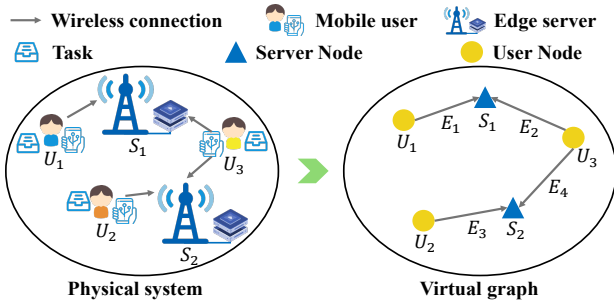 Wireless connection Mobile user Edge server
Task Server Node User Node
U₁ S₁ U₃
U₂ S₂
U₁ E₁ S₁ E₂ U₃
E₄
U₂ E₃ S₂
Physical system Virtual graph